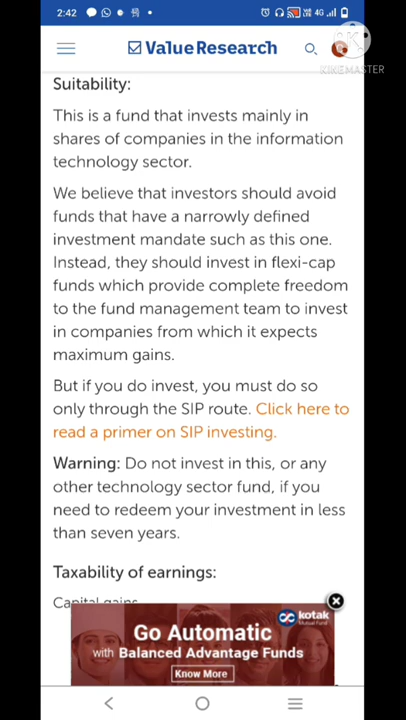 2:42
4G
ValueResearch
KINEMASTER
Suitability:
This is a fund that invests mainly in
shares of companies in the information
technology sector.
We believe that investors should avoid
funds that have a narrowly defined
investment mandate such as this one.
Instead, they should invest in flexi-cap
funds which provide complete freedom
to the fund management team to invest
in companies from which it expects
maximum gains.
But if you do invest, you must do so
only through the SIP route. Click here to
read a primer on SIP investing.
Warning: Do not invest in this, or any
other technology sector fund, if you
need to redeem your investment in less
than seven years.
Taxability of earnings:
Capital gains
kotak
Mutual Fund
Go Automatic
with Balanced Advantage Funds
Know More